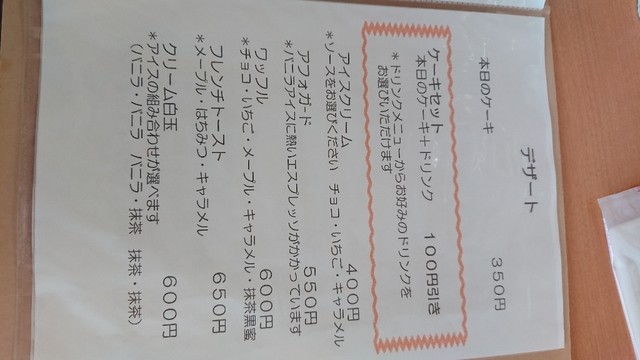 デザート
本日のケーキ 350円
ケーキセット
本日のケーキ+ドリンク 100円引き
*ドリンクメニューからお好みのドリンクを
お選びいただけます
アイスクリーム 400円
*ソースをお選びください チョコ・いちご・キャラメル
アフォガード 550円
*バニラアイスに熱いエスプレッソがかかっています
ワッフル 600円
*チョコ・いちご・メープル・キャラメル・抹茶黒蜜
フレンチトースト 650円
*メープル・はちみつ・キャラメル
クリーム白玉 600円
*アイスの組み合わせが選べます
(バニラ・バニラ バニラ・抹茶 抹茶・抹茶)